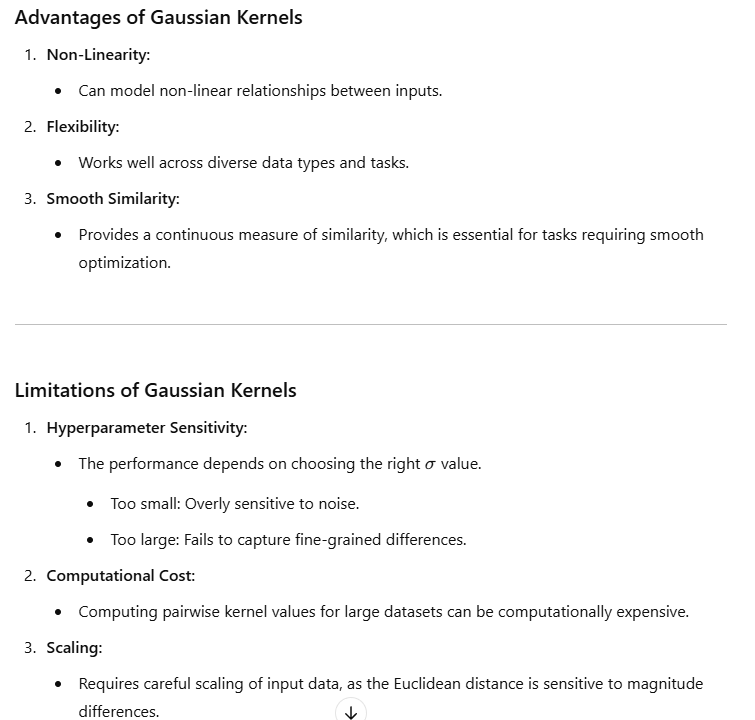 Advantages of Gaussian Kernels
1. Non-Linearity:
• Can model non-linear relationships between inputs.
2. Flexibility:
• Works well across diverse data types and tasks.
3. Smooth Similarity:
• Provides a continuous measure of similarity, which is essential for tasks requiring smooth
optimization.
Limitations of Gaussian Kernels
1. Hyperparameter Sensitivity:
• The performance depends on choosing the right σ value.
• Too small: Overly sensitive to noise.
• Too large: Fails to capture fine-grained differences.
2. Computational Cost:
• Computing pairwise kernel values for large datasets can be computationally expensive.
3. Scaling:
• Requires careful scaling of input data, as the Euclidean distance is sensitive to magnitude
differences.